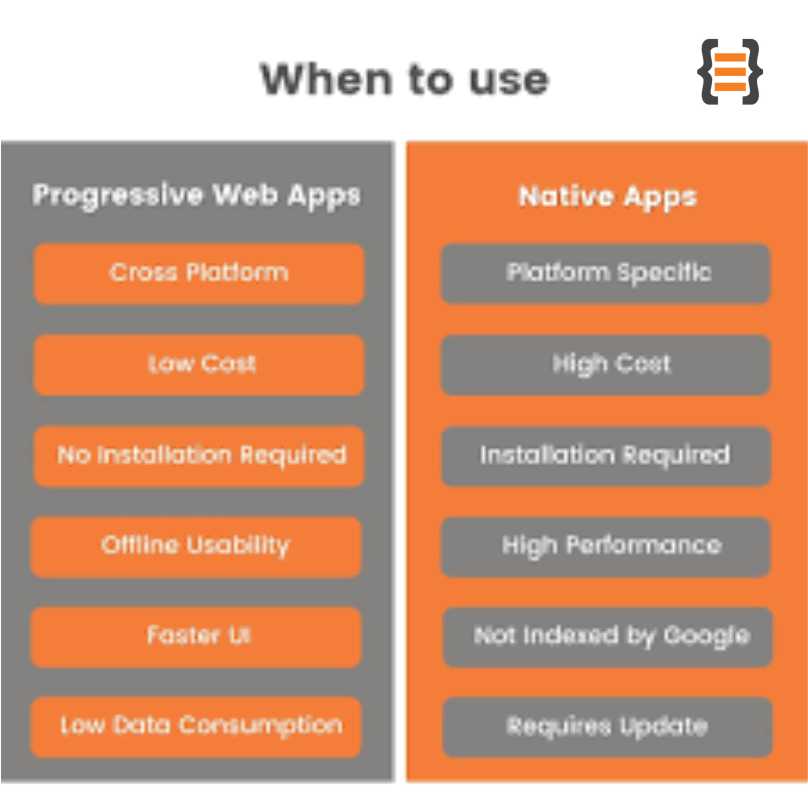 When to use
Progressive Web Apps
Cross Platform
Low Cost
No Installation Required
Offline Usability
Faster UI
Low Data Consumption
Native Apps
Platform Specific
High Cost
Installation Required
High Performance
Not Indexed by Google
Requires Update